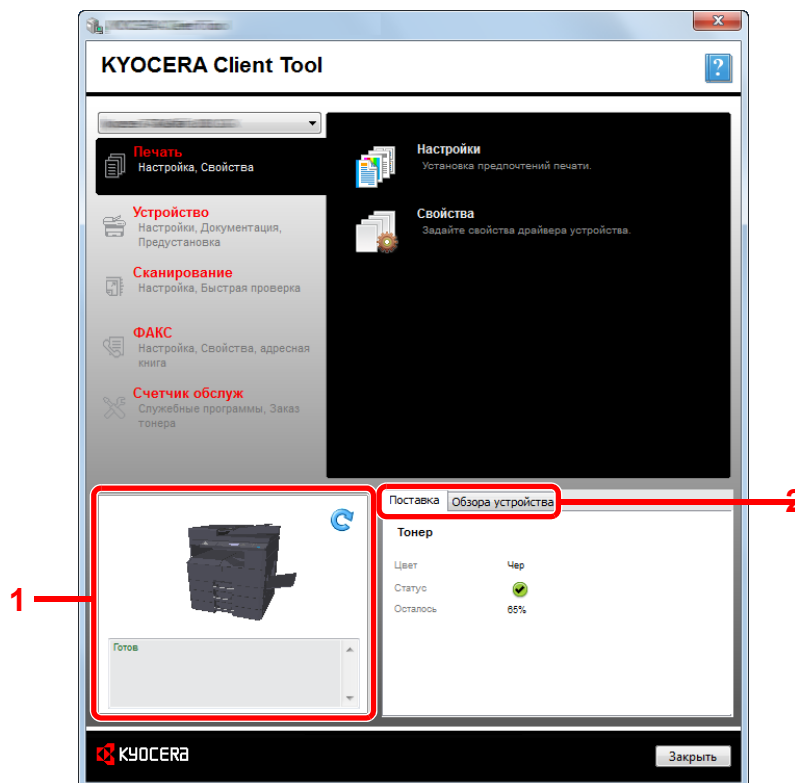 KYOCERA Client Tool
?
Печать
Настройка, Свойства
Устройство
Настройки, Документация,
Предустановка
Сканирование
Настройка, Быстрая проверка
ФАКС
Настройка, Свойства, адресная
книга
Счетчик обслуж
Служебные программы, Заказ
тонера
Настройки
Установка предпочтений печати.
Свойства
Задайте свойства драйвера устройства.
1
Готов
Поставка Обзора устройства
2
Тонер
Цвет Чер
Статус
Осталось 65%
KYOCERA
Закрыть